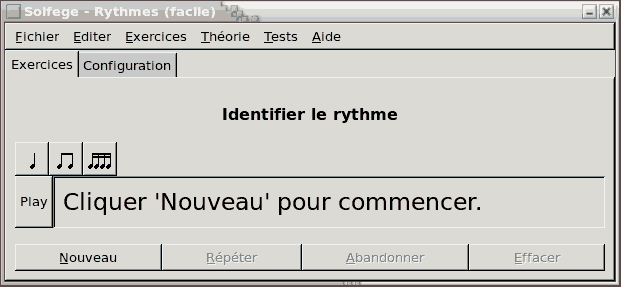 Solfege - Rythmes (facile)
Fichier Editer Exercices Théorie Tests Aide
Exercices Configuration
Identifier le rythme
Play Cliquer 'Nouveau' pour commencer.
Nouveau Répéter Abandonner Effacer